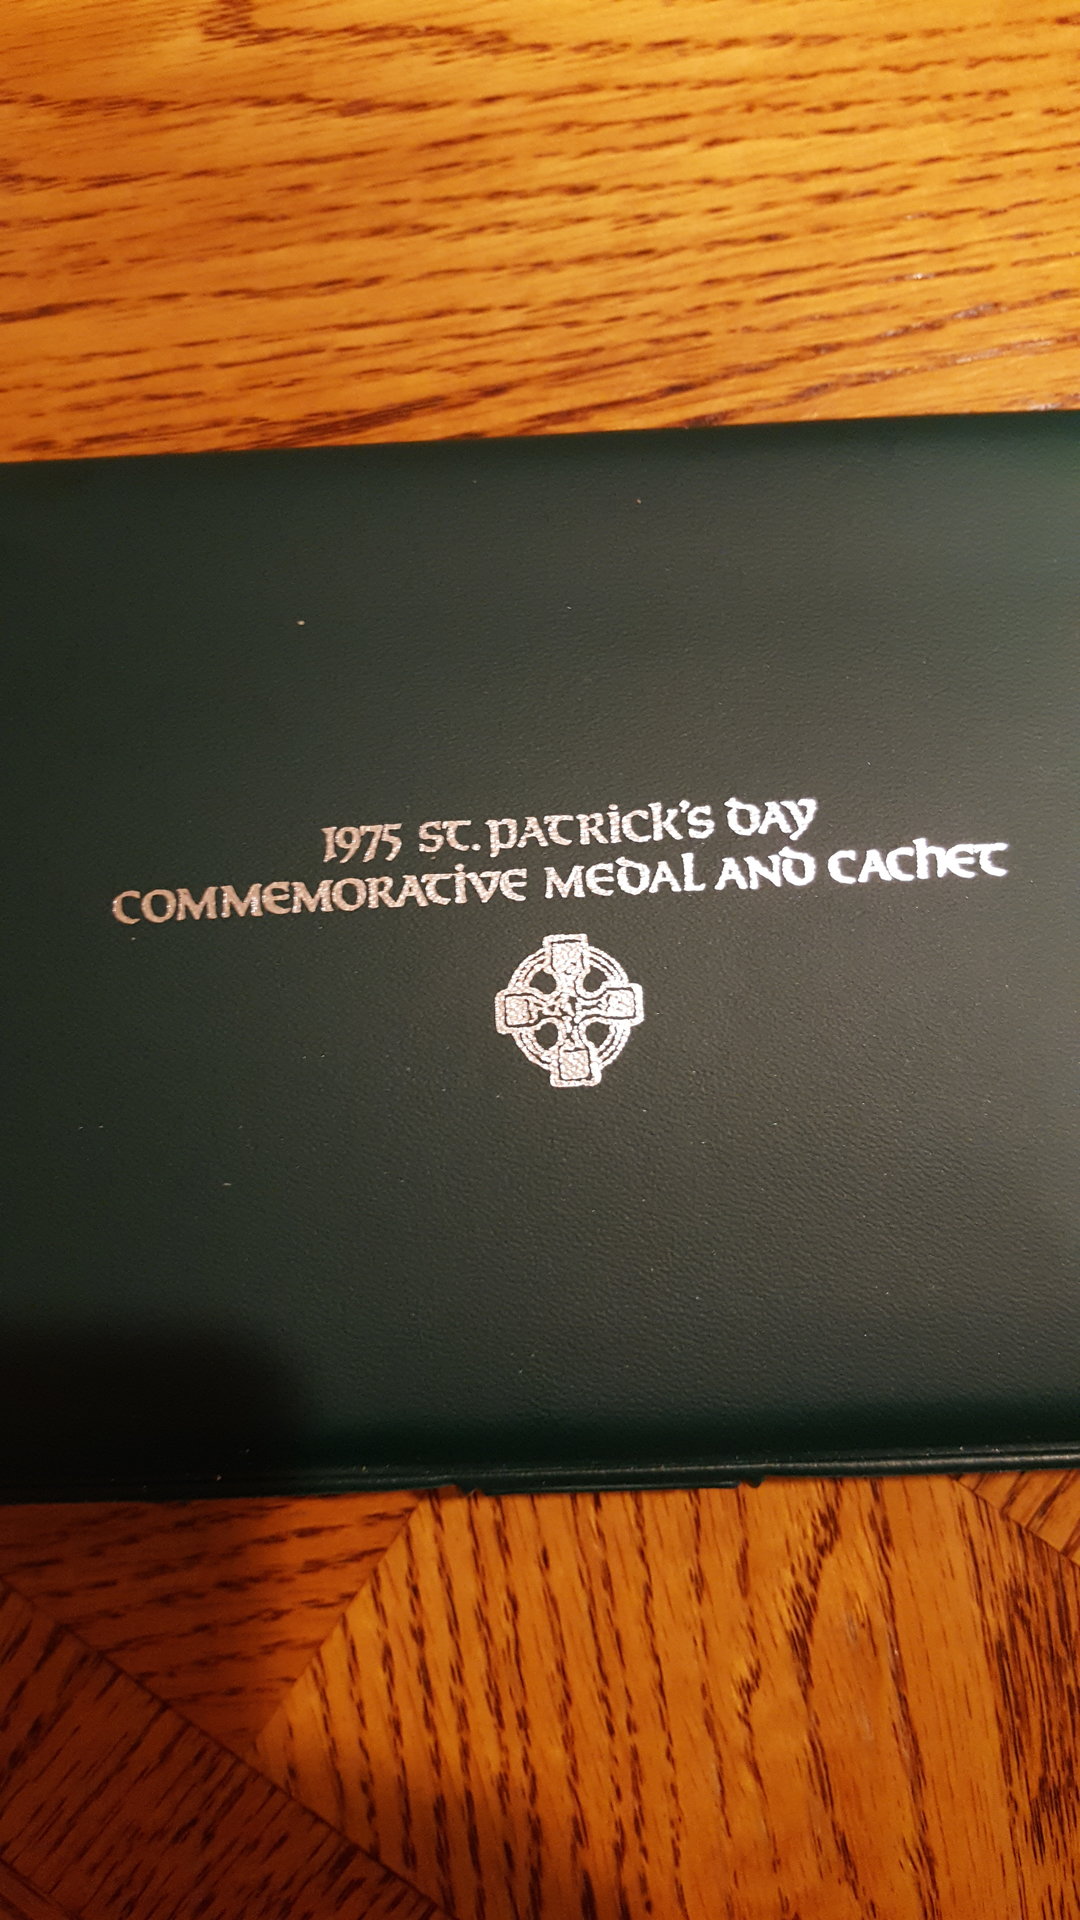 1975 ST. PATRICK'S DAY
COMMEMORATIVE MEDAL AND CACHET